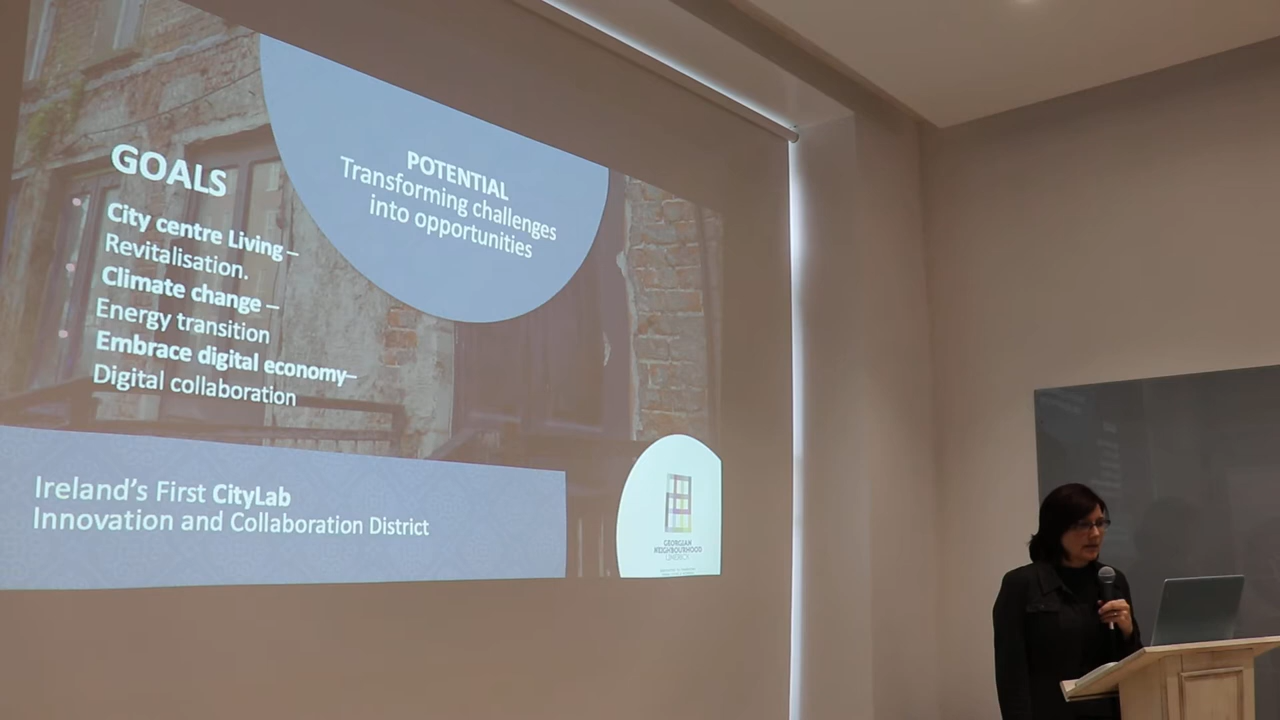 GOALS
City centre Living –
Revitalisation.
Climate change –
Energy transition
Embrace digital economy–
Digital collaboration
POTENTIAL
Transforming challenges
into opportunities
Ireland's First CityLab
Innovation and Collaboration District
GEORGIAN
NEIGHBOURHOOD
DISTRICT